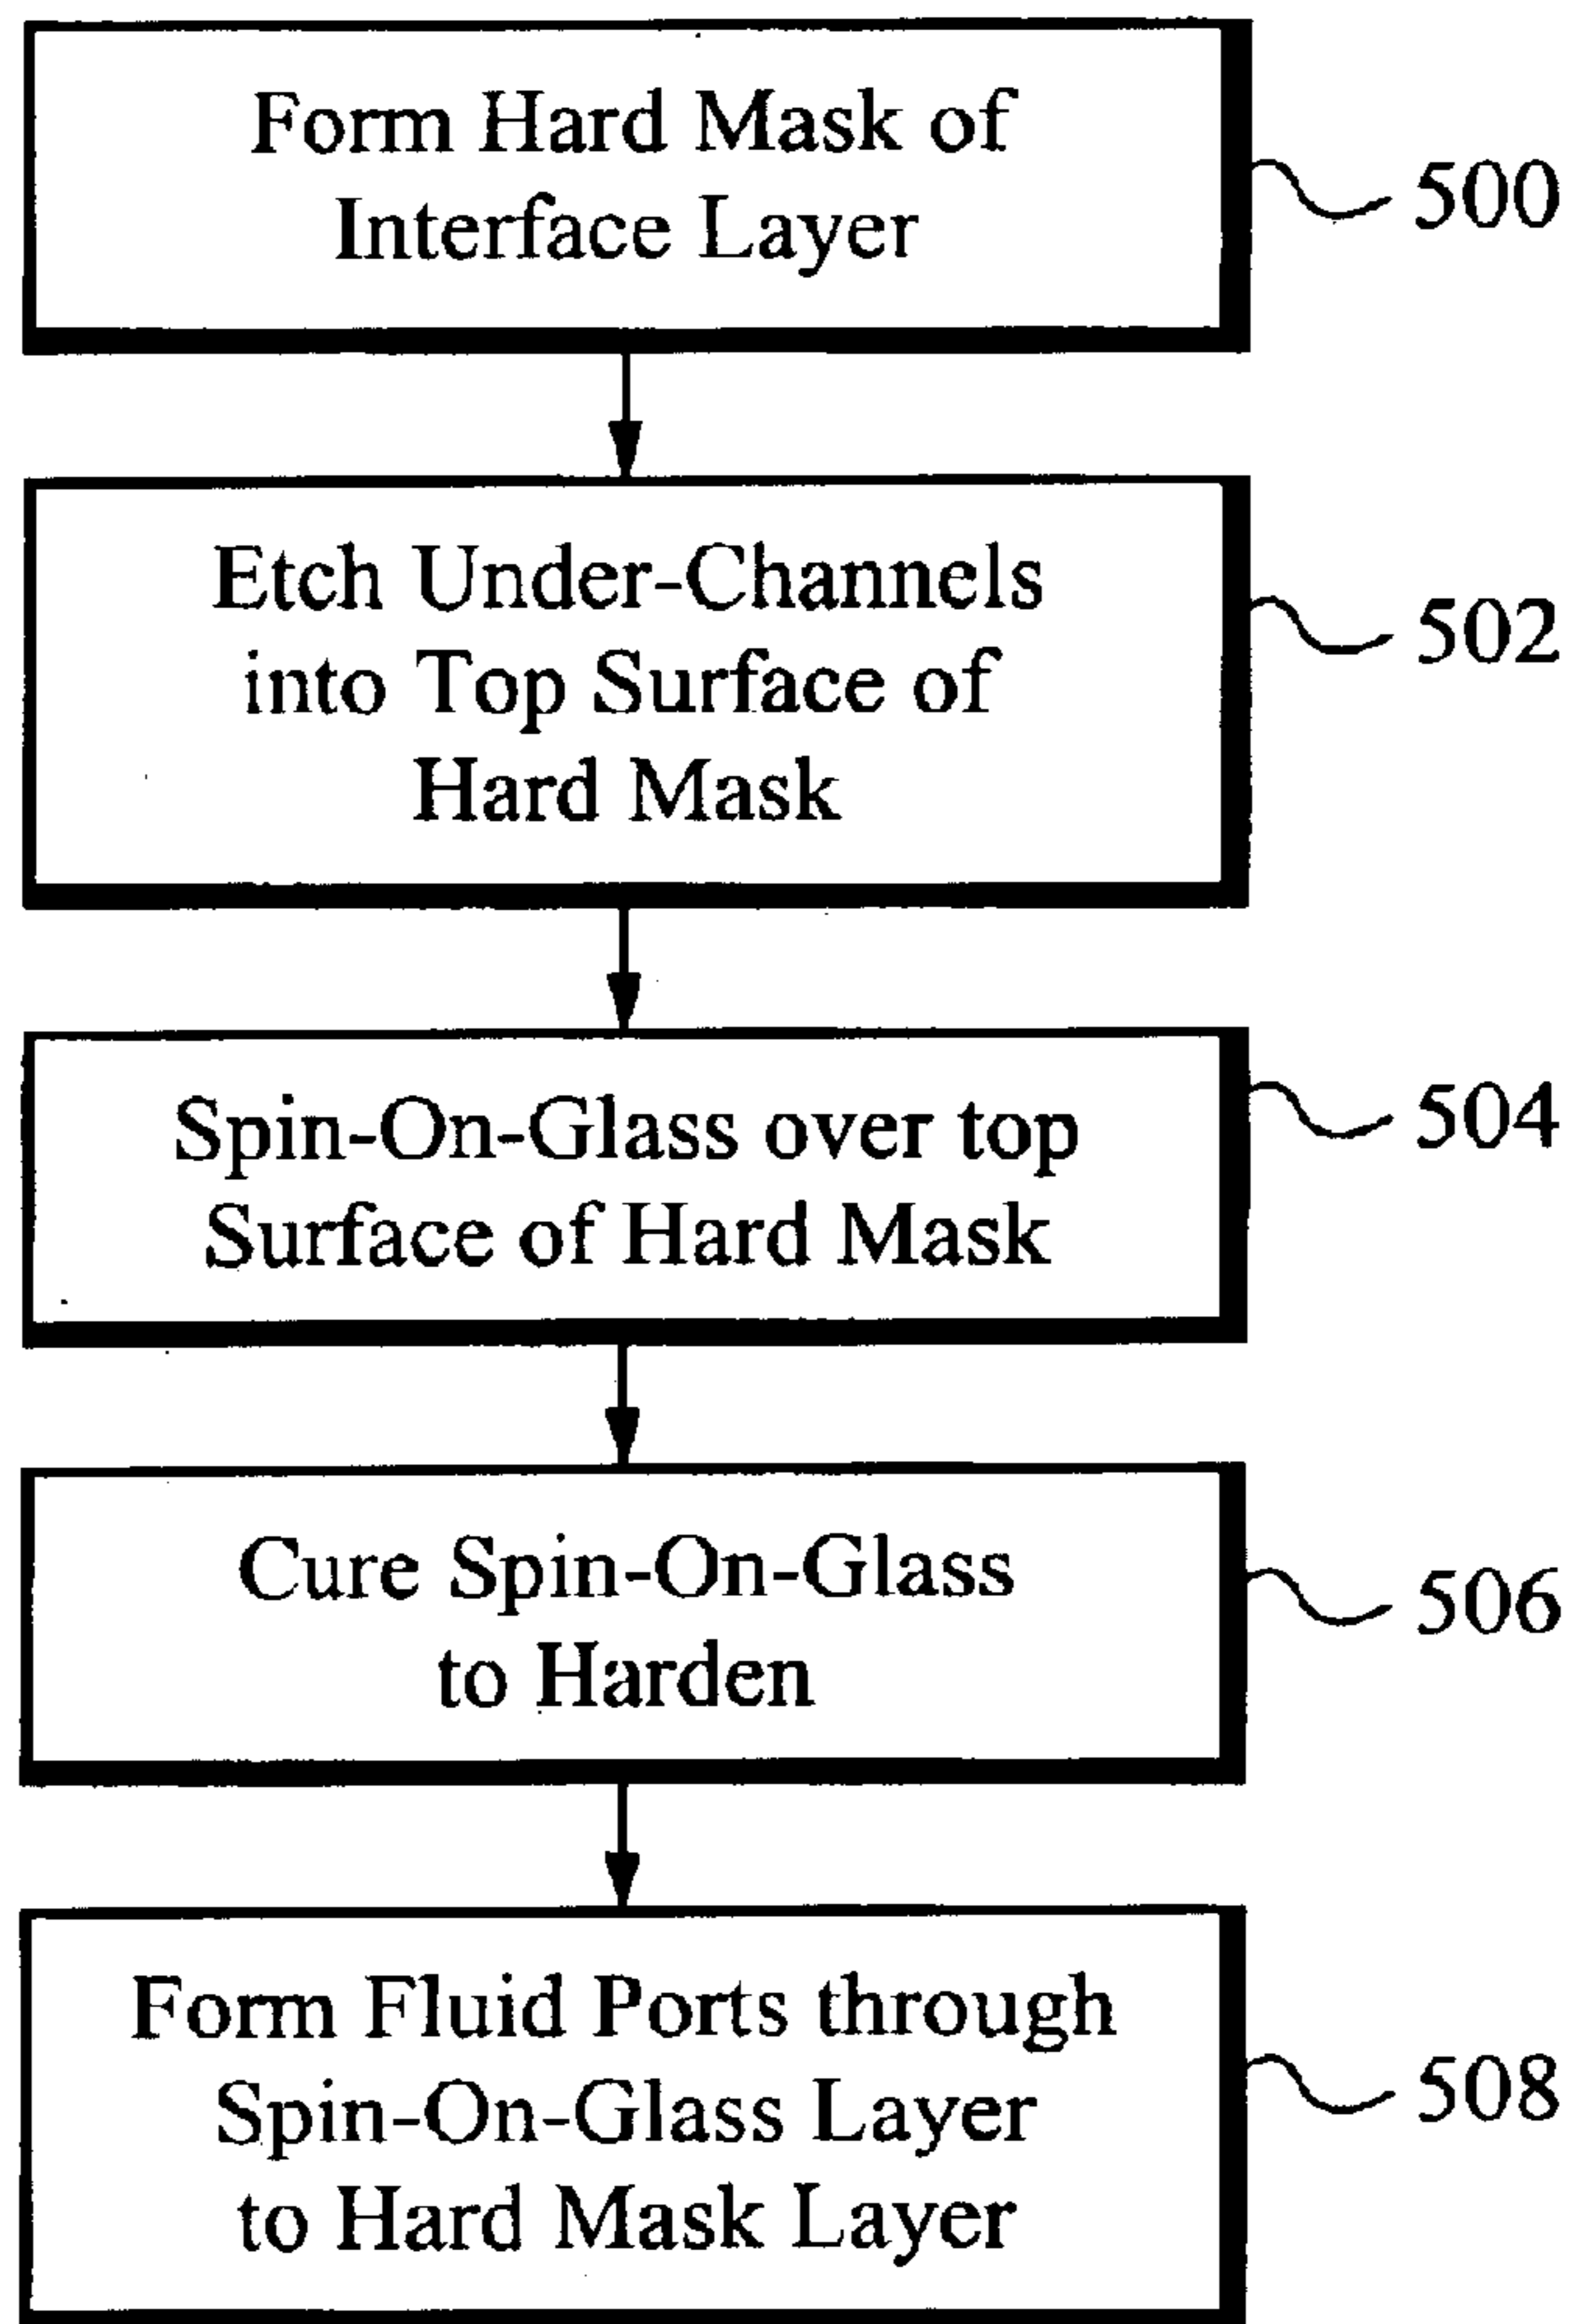 Form Hard Mask of
Interface Layer
500
Etch Under-Channels
into Top Surface of
Hard Mask
502
Spin-On-Glass over top
Surface of Hard Mask
504
Cure Spin-On-Glass
to Harden
506
Form Fluid Ports through
Spin-On-Glass Layer
to Hard Mask Layer
508